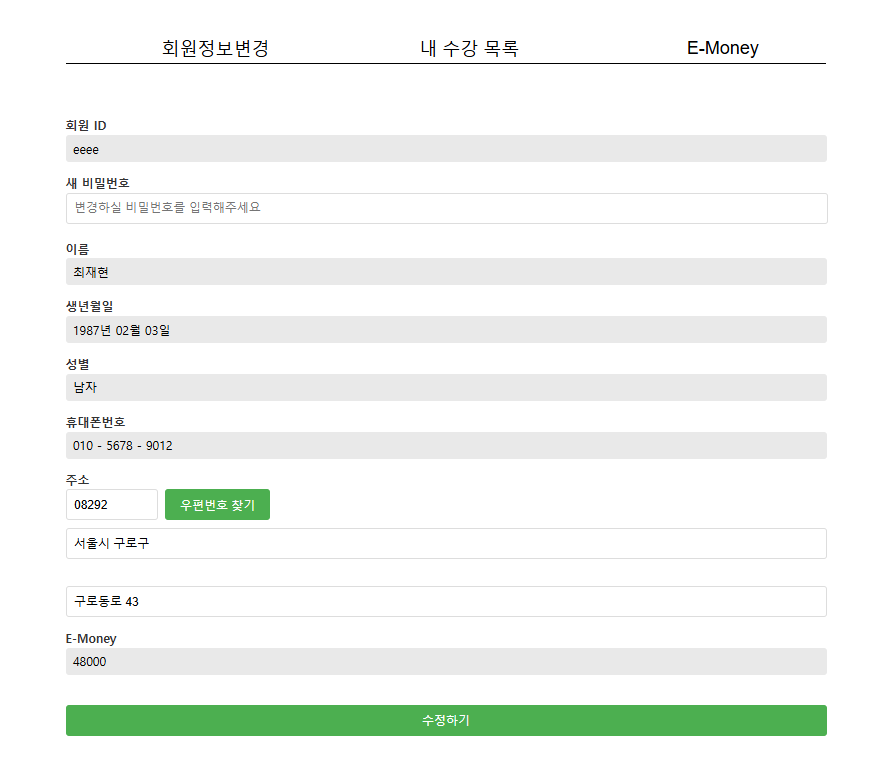 회원정보변경 내 수강 목록 E-Money
회원 ID
eeee
새 비밀번호
변경하실 비밀번호를 입력해주세요
이름
최재현
생년월일
1987년 02월 03일
성별
남자
휴대폰번호
010 - 5678 - 9012
주소
08292 우편번호 찾기
서울시 구로구
구로동로 43
E-Money
48000
수정하기